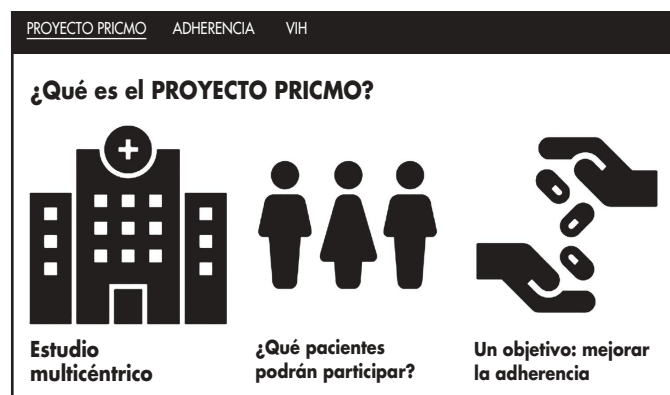 PROYECTO PRICMO ADHERENCIA VIH
¿Qué es el PROYECTO PRICMO?
Estudio
multicéntrico
¿Qué pacientes
podrán participar?
Un objetivo: mejorar
la adherencia